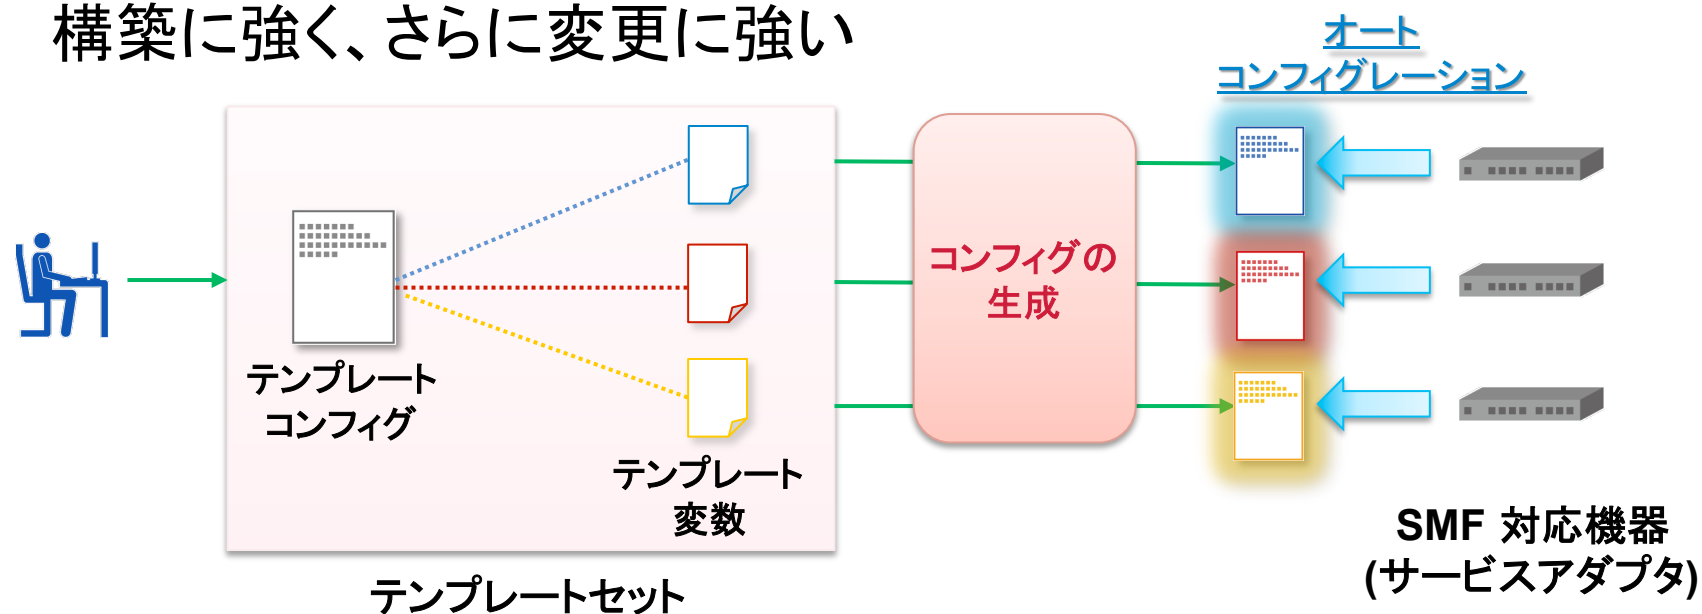 構築に強く、さらに変更に強い
オート
コンフィグレーション
テンプレート
コンフィグ
テンプレート
変数
テンプレートセット
コンフィグの
生成
SMF 対応機器
(サービスアダプタ)